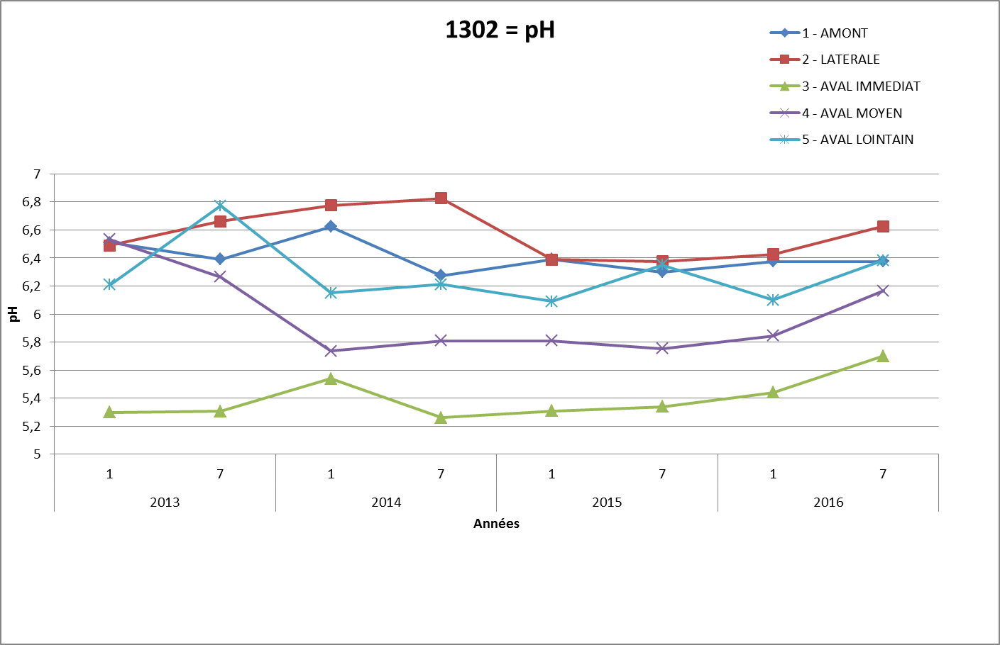 1302 = pH
1 - AMONT
2 - LATERALE
3 - AVAL IMMEDIAT
4 - AVAL MOYEN
5 - AVAL LOINTAIN
7
6,8
6,6
6,4
6,2
6
5,8
5,6
5,4
5,2
5
pH
1 7 1 7 1 7 1 7
2013 2014 2015 2016
Années